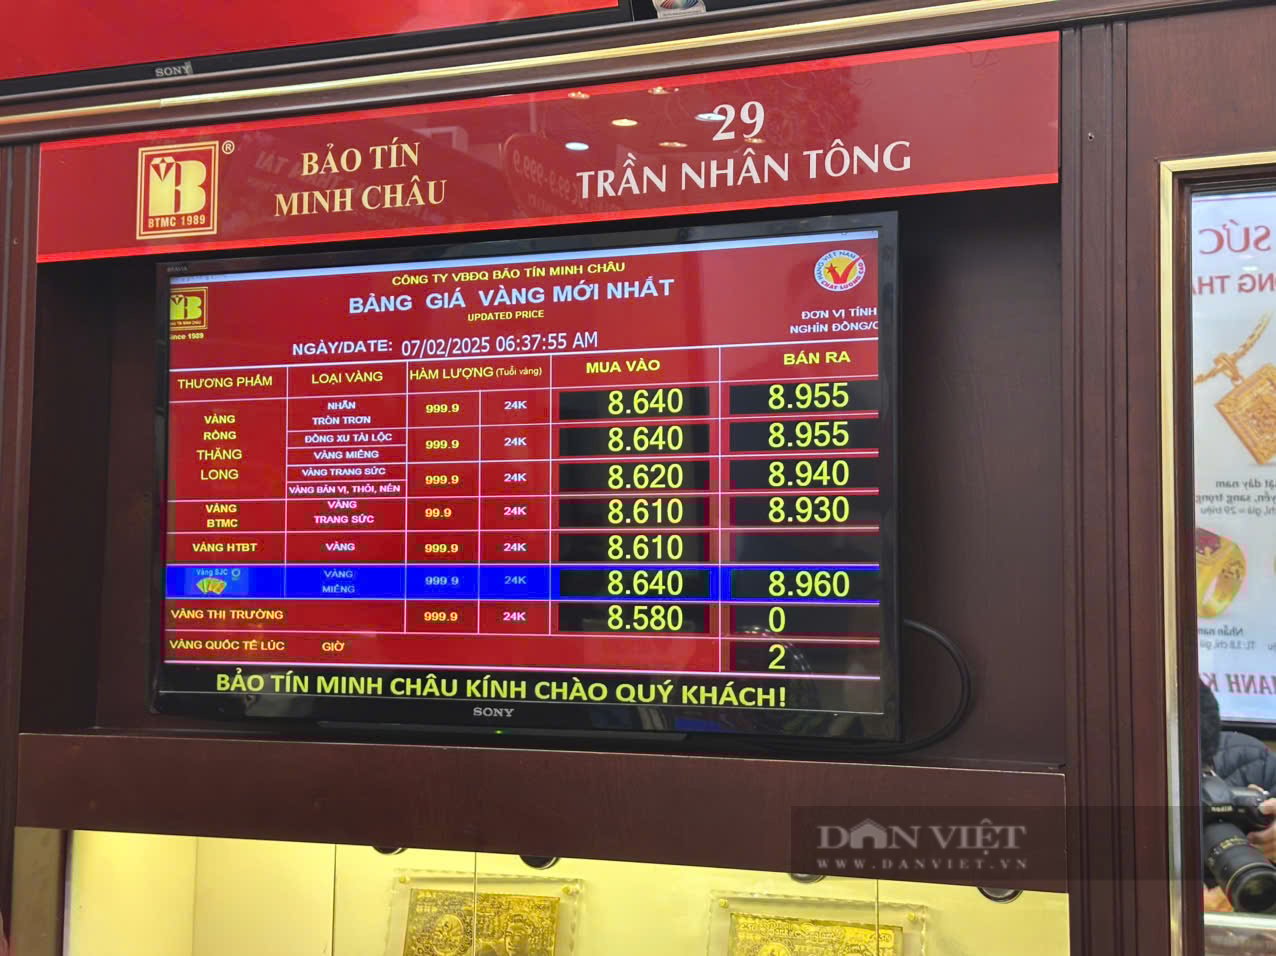 SONY
29
BẢO TÍN
MINH CHÂU
TRẦN NHÂN TÔNG
®
BTMC 1989
BRAVIA
CÔNG TY VBĐQ BẢO TÍN MINH CHÂU
BẢNG GIÁ VÀNG MỚI NHẤT
UPDATED PRICE
ĐƠN VỊ TÍNH
NGHÌN ĐỒNG/C
NGÀY/DATE: 07/02/2025 06:37:55 AM
THƯƠNG PHẨM LOẠI VÀNG HÀM LƯỢNG (Tuổi vàng) MUA VÀO BÁN RA
VÀNG RỒNG THĂNG LONG
NHẪN TRÒN TRƠN 999.9 24K 8.640 8.955
ĐỒNG XU TÀI LỘC VÀNG MIẾNG 999.9 24K 8.640 8.955
VÀNG TRANG SỨC VÀNG BẢN VỊ, THỎI, NÉN 999.9 24K 8.620 8.940
VÀNG BTMC VÀNG TRANG SỨC 99.9 24K 8.610 8.930
VÀNG HTBT VÀNG 999.9 24K 8.610
Vàng SJC VÀNG MIẾNG 999.9 24K 8.640 8.960
VÀNG THỊ TRƯỜNG 999.9 24K 8.580 0
VÀNG QUỐC TẾ LÚC GIỜ 2
BẢO TÍN MINH CHÂU KÍNH CHÀO QUÝ KHÁCH!
SONY
DÂN VIỆT
WWW.DANVIET.VN